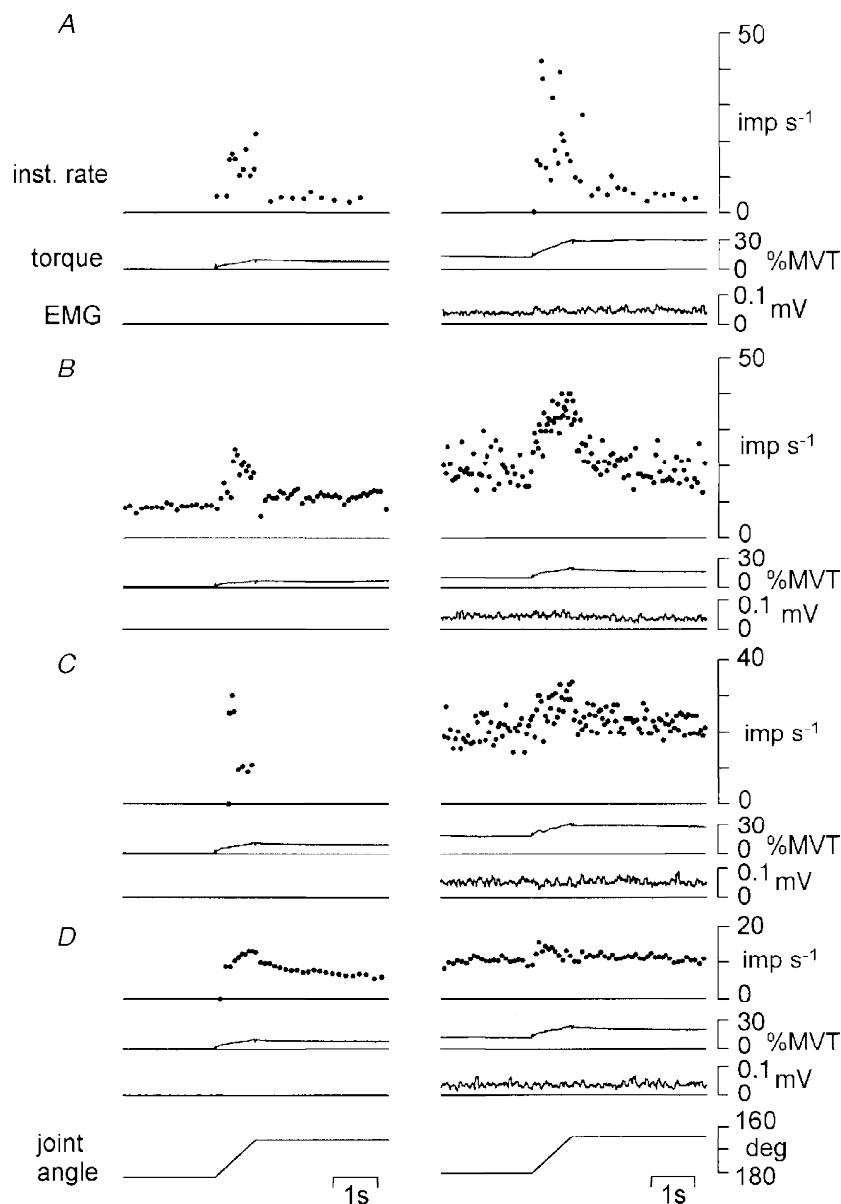 A
50
imp s⁻¹
inst. rate
0
torque
30
0
%MVT
EMG
0.1
mV
0
B
50
imp s⁻¹
0
30
0
%MVT
0.1
mV
0
C
40
imp s⁻¹
0
30
0
%MVT
0.1
mV
0
D
20
imp s⁻¹
0
30
0
%MVT
0.1
mV
0
joint
angle
160
deg
180
1s
1s